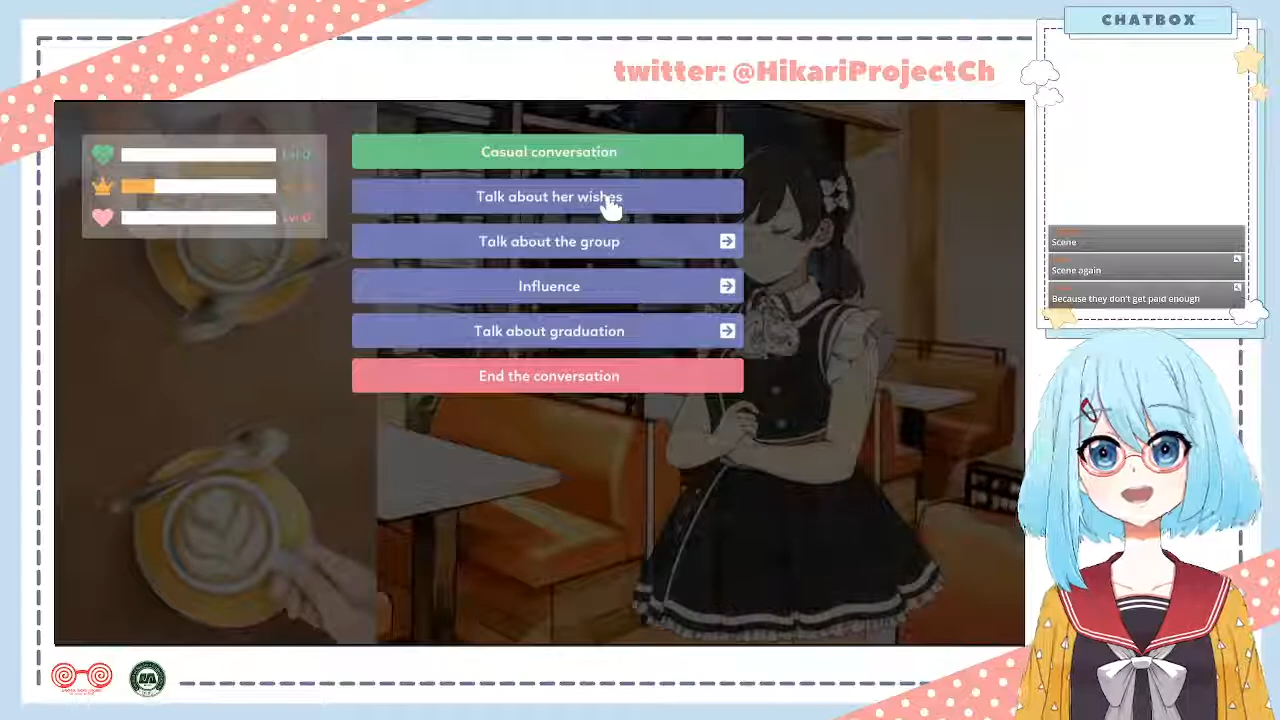 CHATBOX
twitter: @HikariProjectCh
Casual conversation
Talk about her wishes
Talk about the group
Influence
Talk about graduation
End the conversation
Scene
Scene again
Because they don't get paid enough